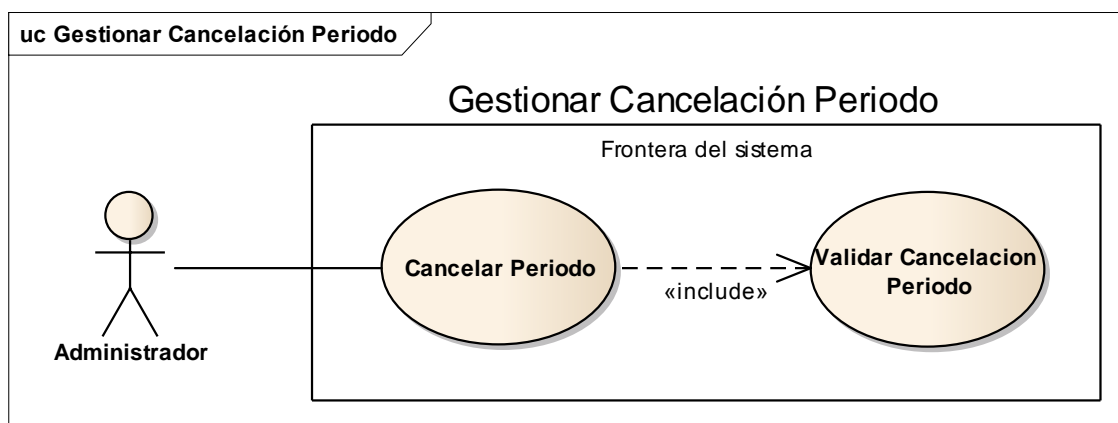 uc Gestionar Cancelación Periodo
Gestionar Cancelación Periodo
Frontera del sistema
Cancelar Periodo
«include»
Validar Cancelacion
Periodo
Administrador